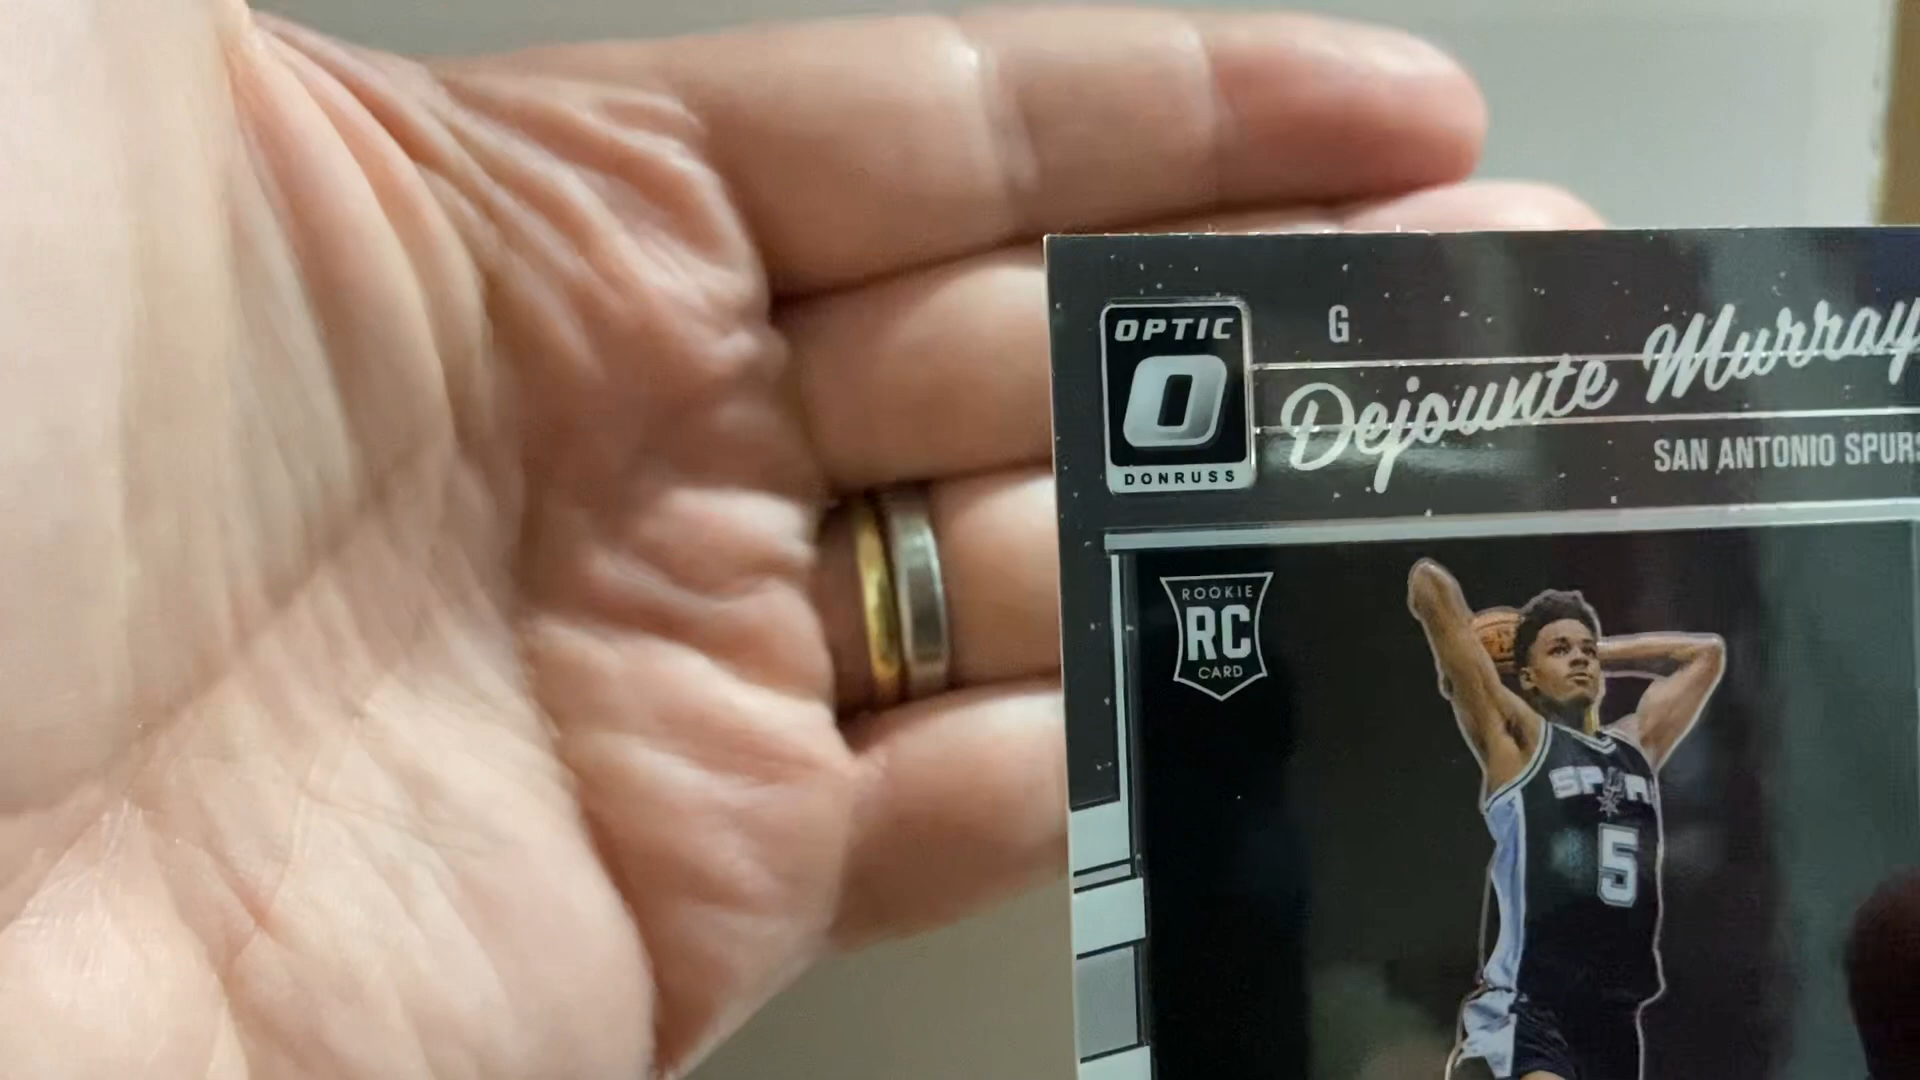 OPTIC
O
DONRUSS
G
Dejounte Murray
SAN ANTONIO SPURS
ROOKIE
RC
CARD
SPURS
5